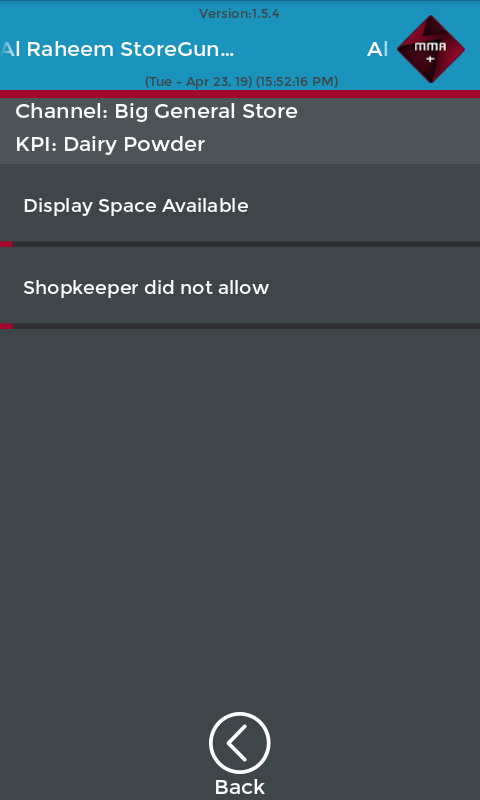 Version:1.5.4
Al Raheem StoreGun...
Al
MMA
+
(Tue - Apr 23, 19) (15:52:16 PM)
Channel: Big General Store
KPI: Dairy Powder
Display Space Available
Shopkeeper did not allow
Back